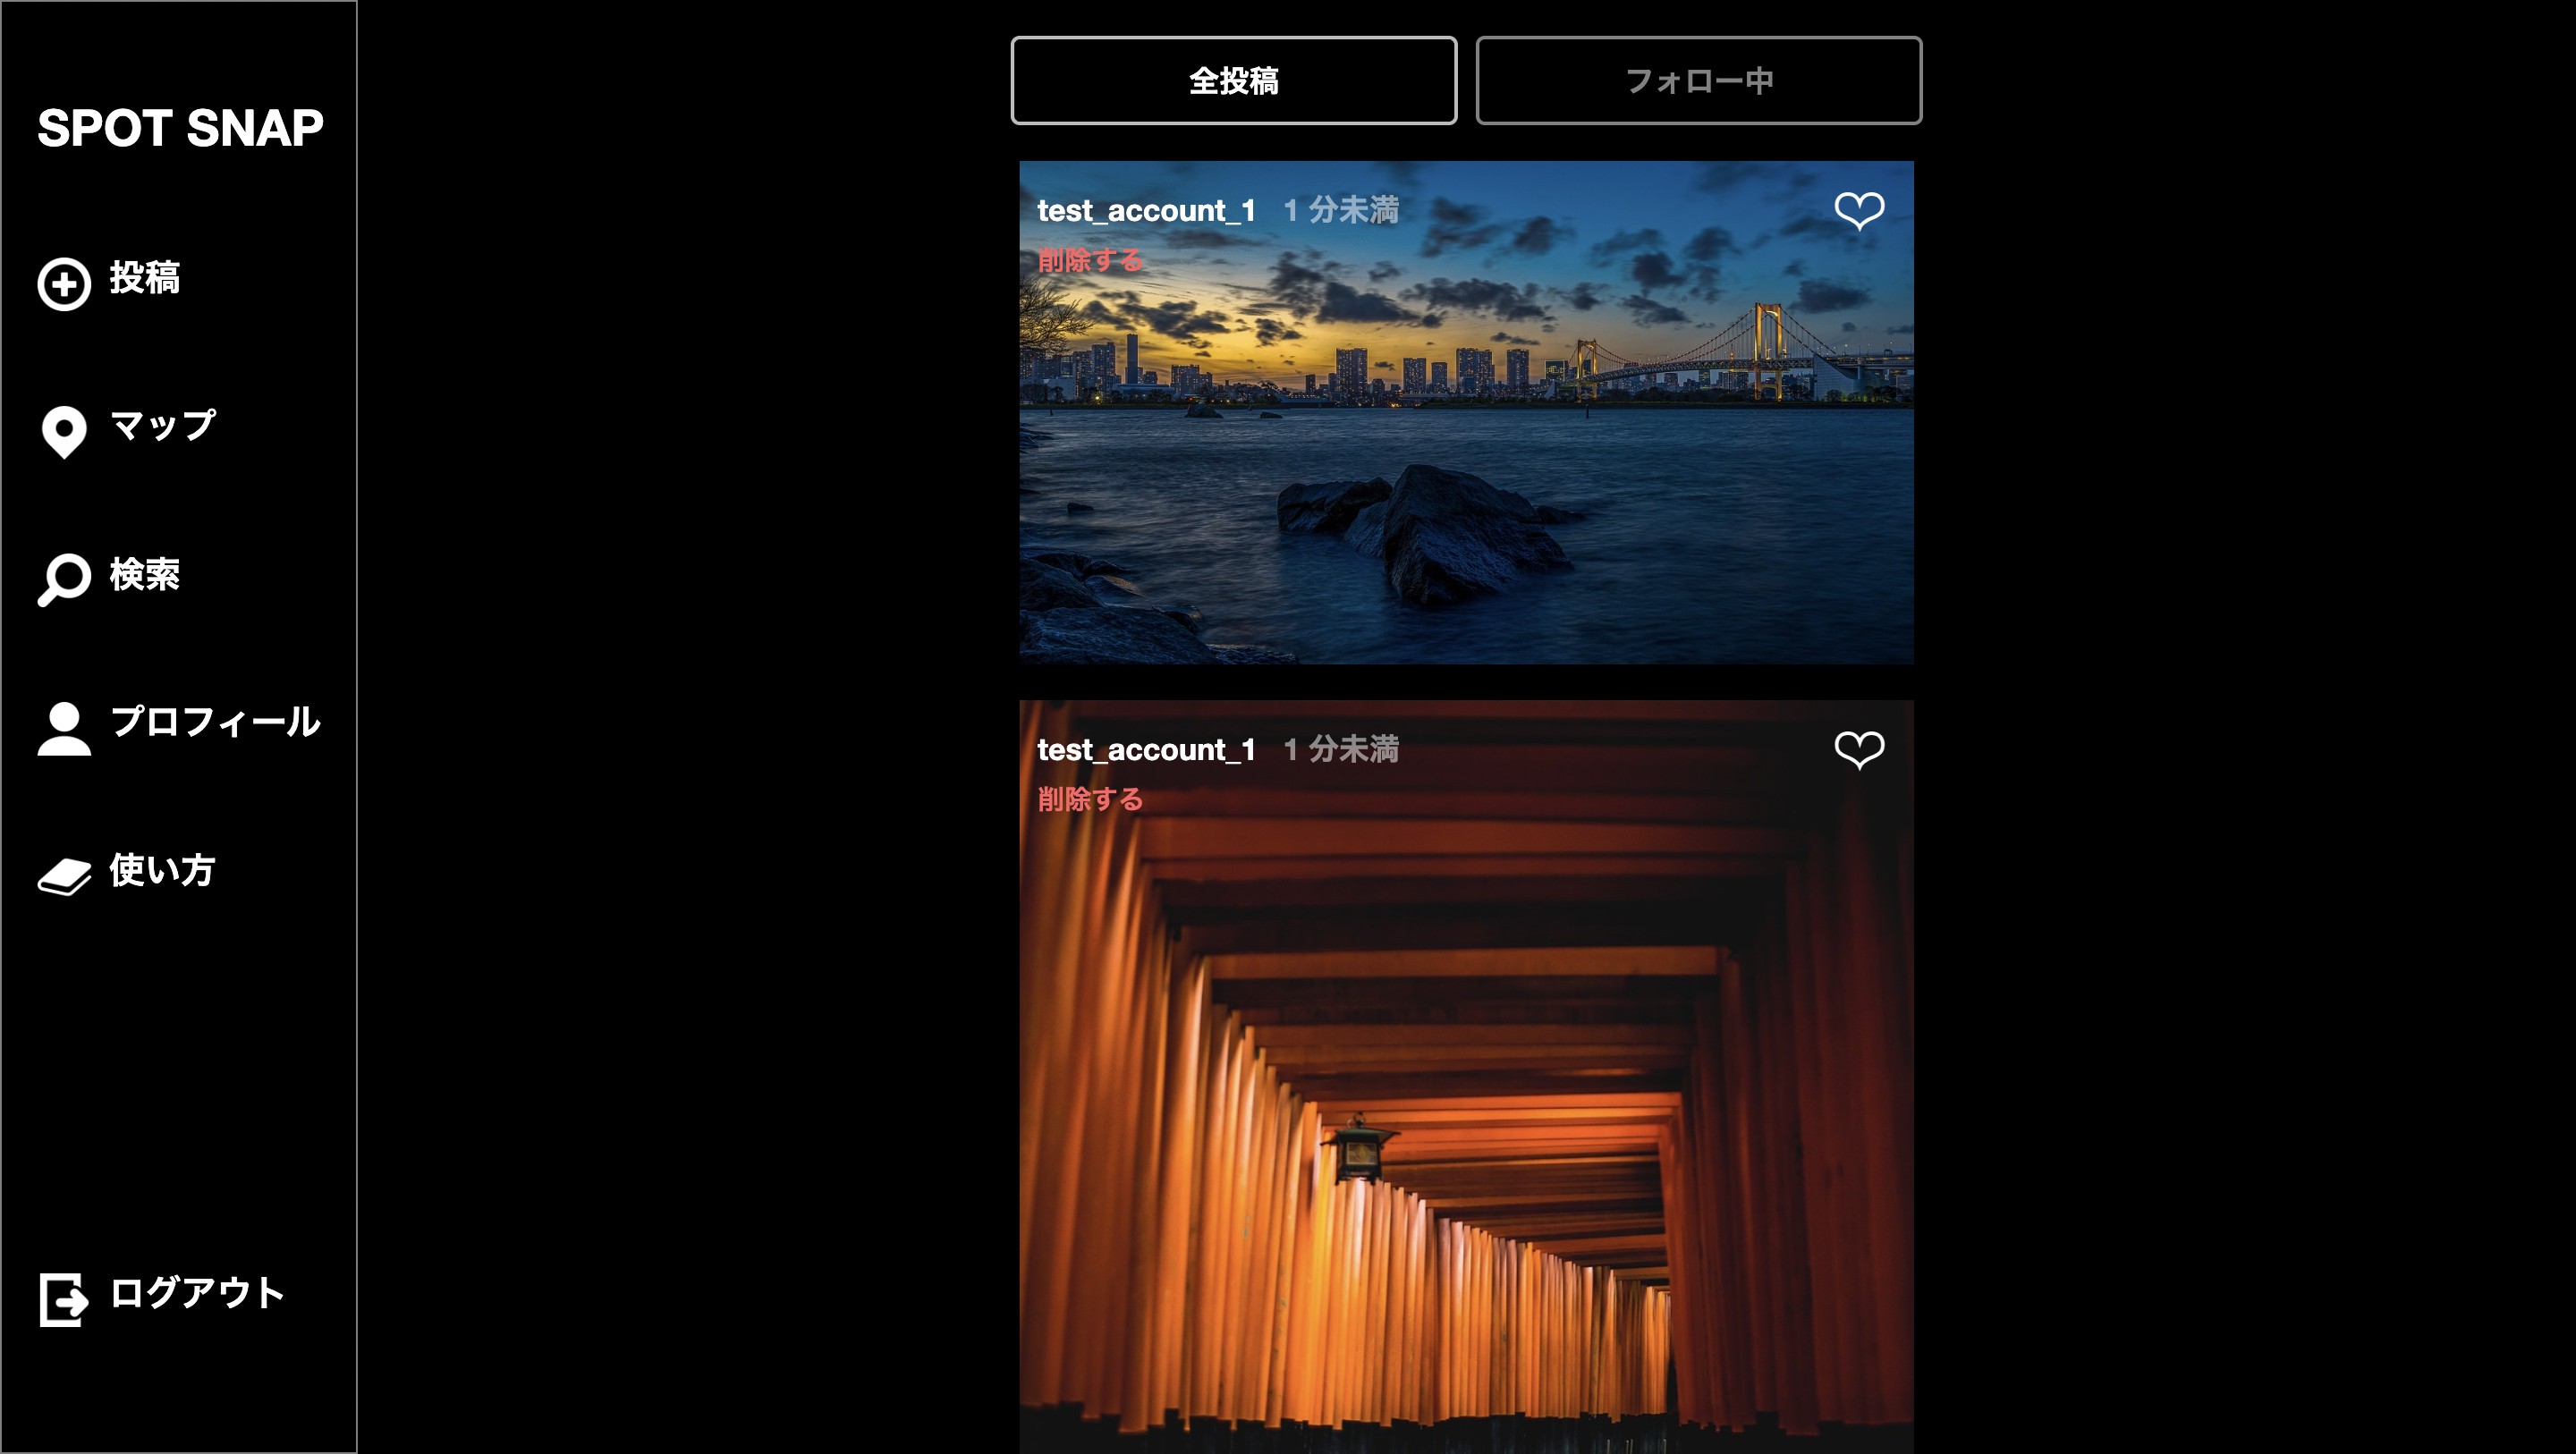 SPOT SNAP
投稿
マップ
検索
プロフィール
使い方
ログアウト
全投稿
フォロー中
test_account_1 1 分未満
削除する
test_account_1 1 分未満
削除する